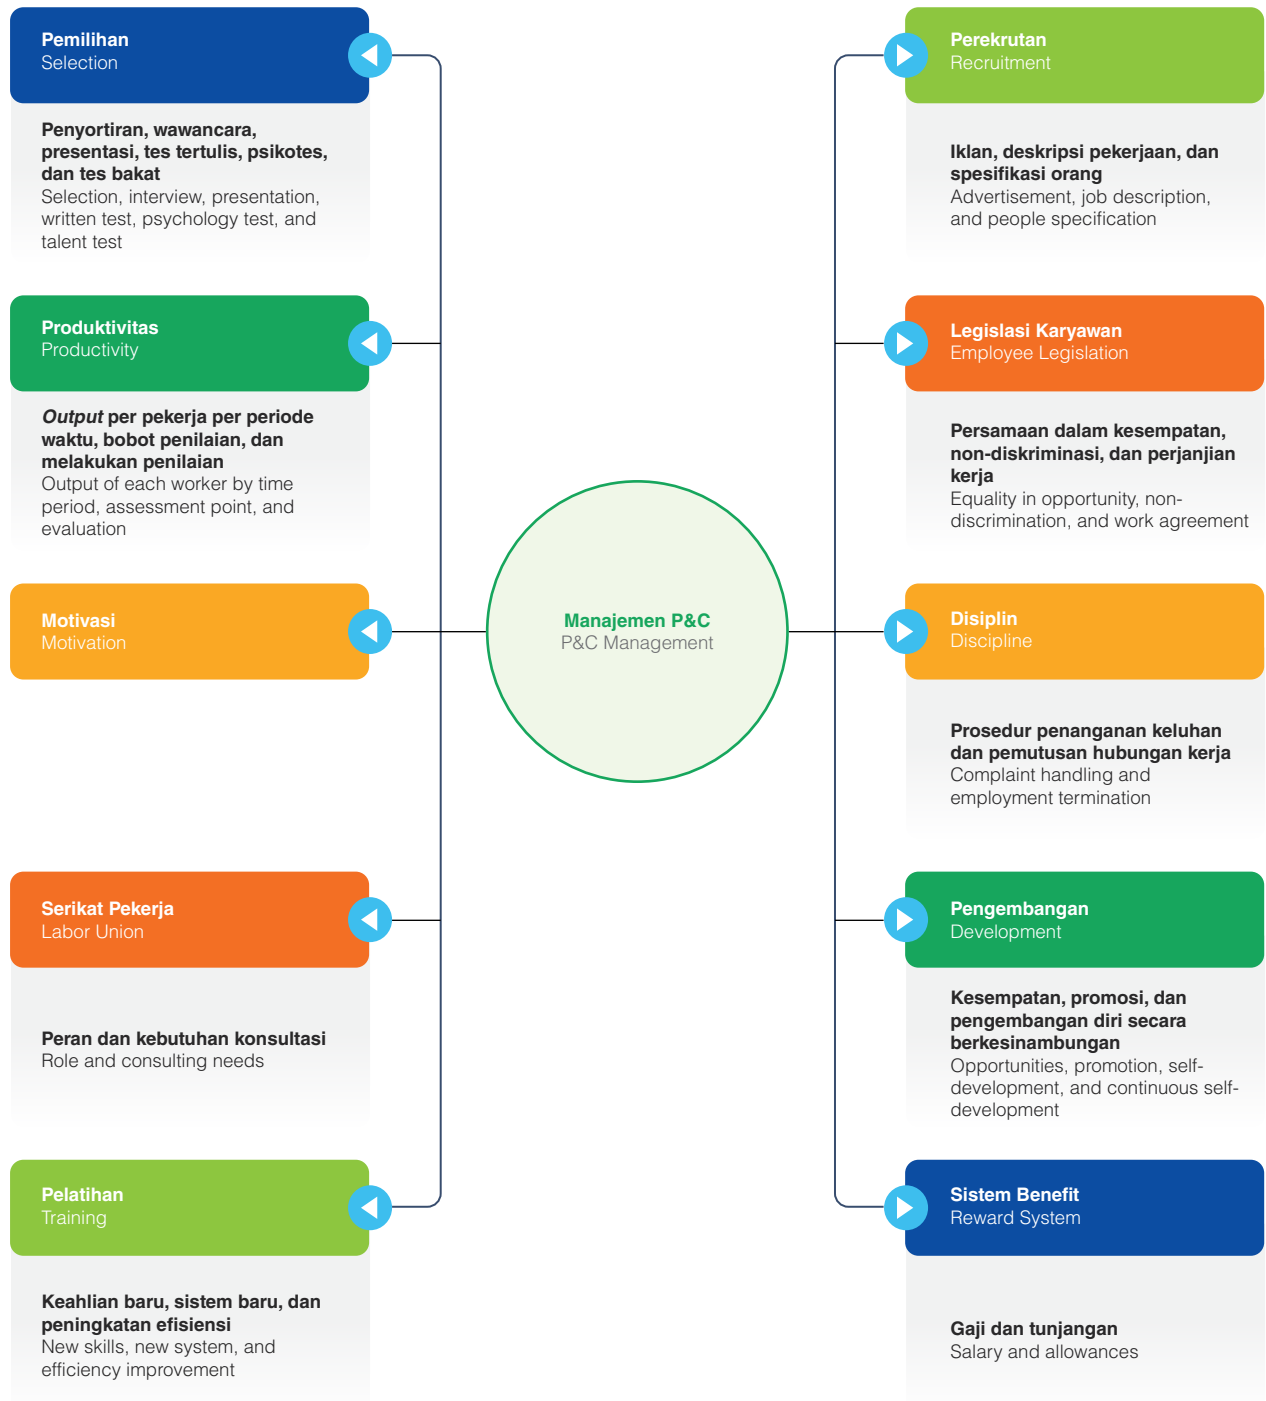 Pemilihan
Selection
Penyortiran, wawancara,
presentasi, tes tertulis, psikotes,
dan tes bakat
Selection, interview, presentation,
written test, psychology test, and
talent test
Produktivitas
Productivity
Output per pekerja per periode
waktu, bobot penilaian, dan
melakukan penilaian
Output of each worker by time
period, assessment point, and
evaluation
Motivasi
Motivation
Serikat Pekerja
Labor Union
Peran dan kebutuhan konsultasi
Role and consulting needs
Pelatihan
Training
Keahlian baru, sistem baru, dan
peningkatan efisiensi
New skills, new system, and
efficiency improvement
Manajemen P&C
P&C Management
Perekrutan
Recruitment
Iklan, deskripsi pekerjaan, dan
spesifikasi orang
Advertisement, job description,
and people specification
Legislasi Karyawan
Employee Legislation
Persamaan dalam kesempatan,
non-diskriminasi, dan perjanjian
kerja
Equality in opportunity, non-
discrimination, and work agreement
Disiplin
Discipline
Prosedur penanganan keluhan
dan pemutusan hubungan kerja
Complaint handling and
employment termination
Pengembangan
Development
Kesempatan, promosi, dan
pengembangan diri secara
berkesinambungan
Opportunities, promotion, self-
development, and continuous self-
development
Sistem Benefit
Reward System
Gaji dan tunjangan
Salary and allowances